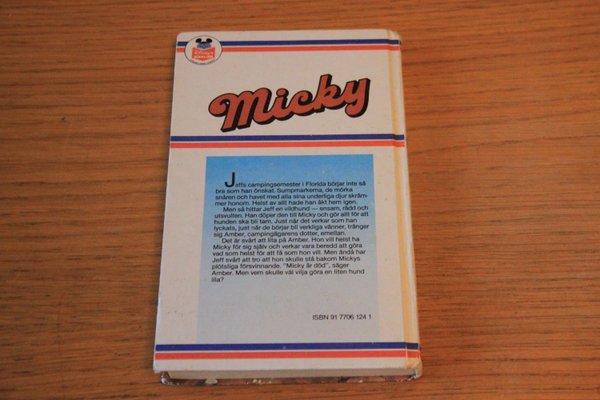 Micky
Jeffs campingsemester i Florida börjar inte så
bra som han önskat. Sumpmarkerna, de mörka
snåren och havet med alla sina underliga djur skräm-
mer honom. Helst av allt hade han åkt hem igen.
Men så hittar Jeff en vildhund — ensam, rädd och
utsvulten. Han döper den till Micky och gör allt för att
hunden ska bli tam. Just när det verkar som han
lyckats, just när de börjar bli verkliga vänner, tränger
sig Amber, campingägarens dotter, emellan.
Det är svårt att lita på Amber. Hon vill helst ha
Micky för sig själv och verkar vara beredd att göra
vad som helst för att få som hon vill. Men ändå har
Jeff svårt att tro att hon skulle stå bakom Mickys
plötsliga försvinnande. "Micky är död", säger
Amber. Men vem skulle väl vilja göra en liten hund
illa?
ISBN 91 7706 124 1